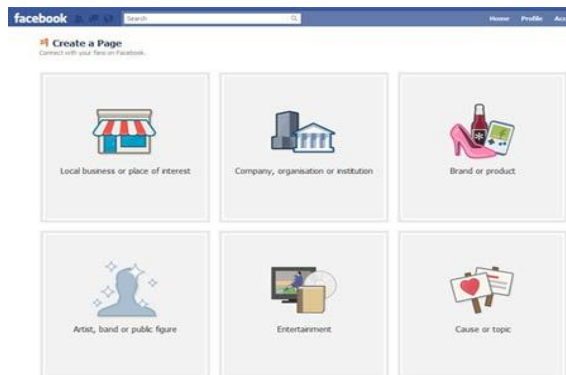 facebook Search Home Profile Acc
Create a Page
Connect with your fans on Facebook.
Local business or place of interest Company, organisation or institution Brand or product
Artist, band or public figure Entertainment Cause or topic